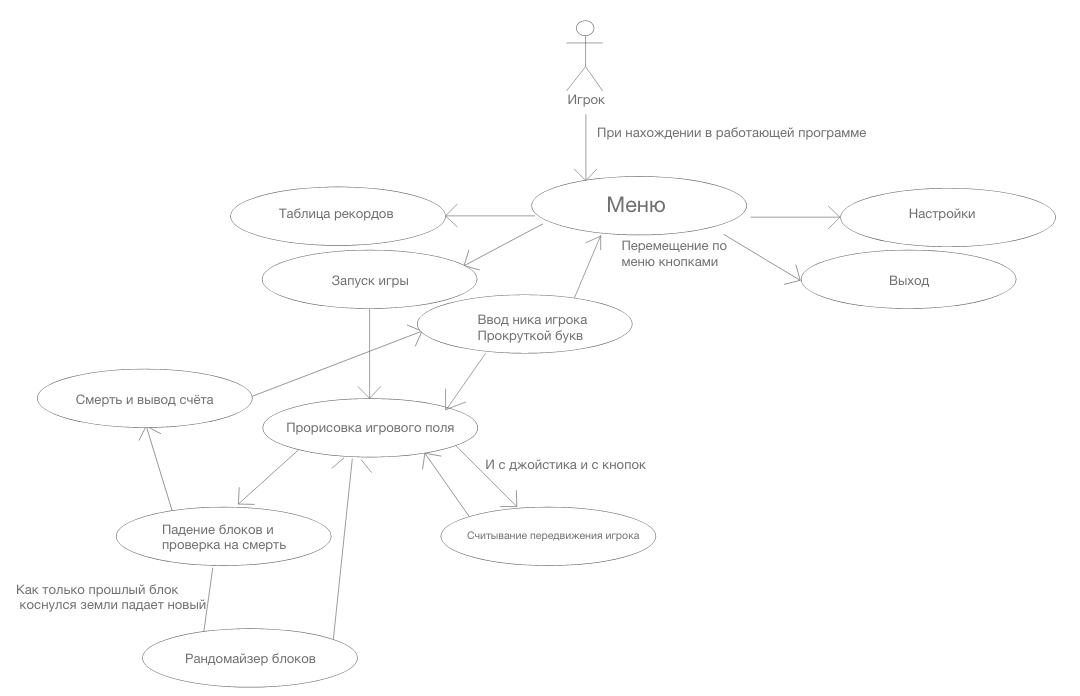 Игрок
При нахождении в работающей программе
Меню
Таблица рекордов
Настройки
Перемещение по
меню кнопками
Запуск игры
Выход
Ввод ника игрока
Прокруткой букв
Смерть и вывод счёта
Прорисовка игрового поля
И с джойстика и с кнопок
Падение блоков и
проверка на смерть
Считывание передвижения игрока
Как только прошлый блок
коснулся земли падает новый
Рандомайзер блоков